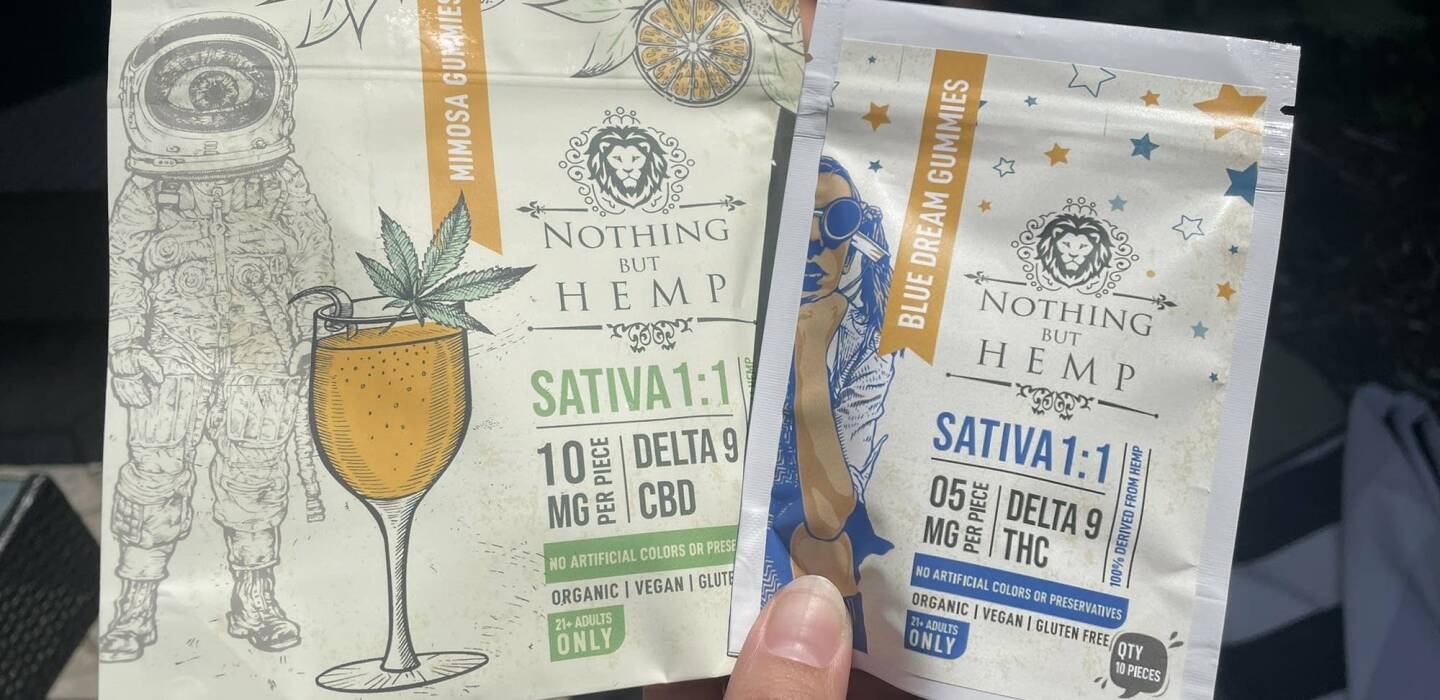 MIMOSA GUMMIES
NOTHING
BUT
HEMP
SATIVA 1:1
HEMP
10
MG
PER PIECE
DELTA 9
CBD
NO ARTIFICIAL COLORS OR
ORGANIC | VEGAN |
21+ ADULTS
ONLY
BLUE DREAM GUMMIES
NOTHING
BUT
HEMP
SATIVA 1:1
05
MG
PER PIECE
DELTA 9
THC
100% DERIVED FROM HEMP
NO ARTIFICIAL COLORS OR PRESERVATIVES
ORGANIC | VEGAN | GLUTEN FREE
21+ ADULTS
ONLY
QTY
10 PIECES